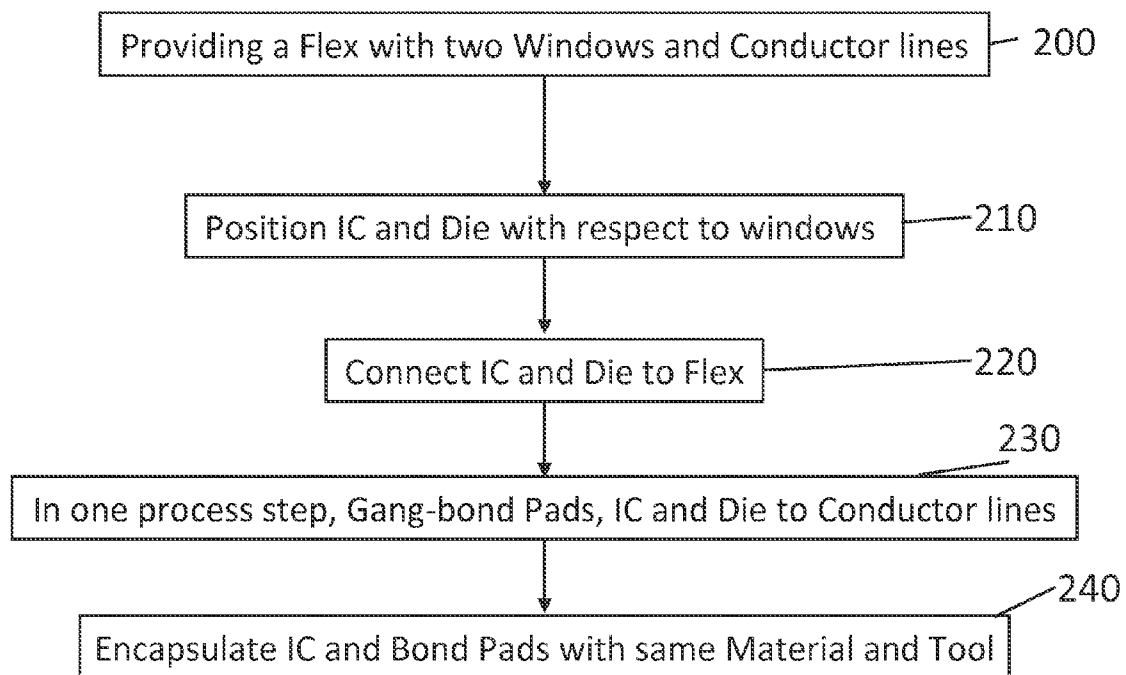 Providing a Flex with two Windows and Conductor lines
200
Position IC and Die with respect to windows
210
Connect IC and Die to Flex
220
230
In one process step, Gang-bond Pads, IC and Die to Conductor lines
240
Encapsulate IC and Bond Pads with same Material and Tool